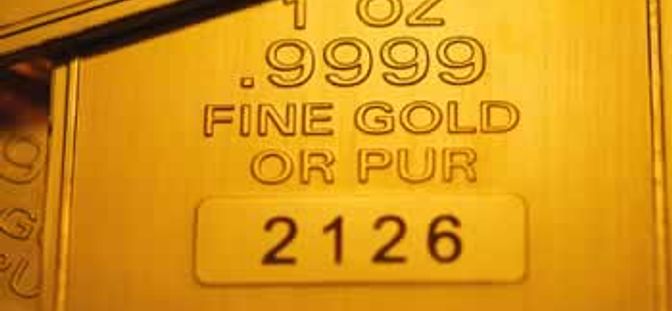 1 OZ
.9999
FINE GOLD
OR PUR
2126